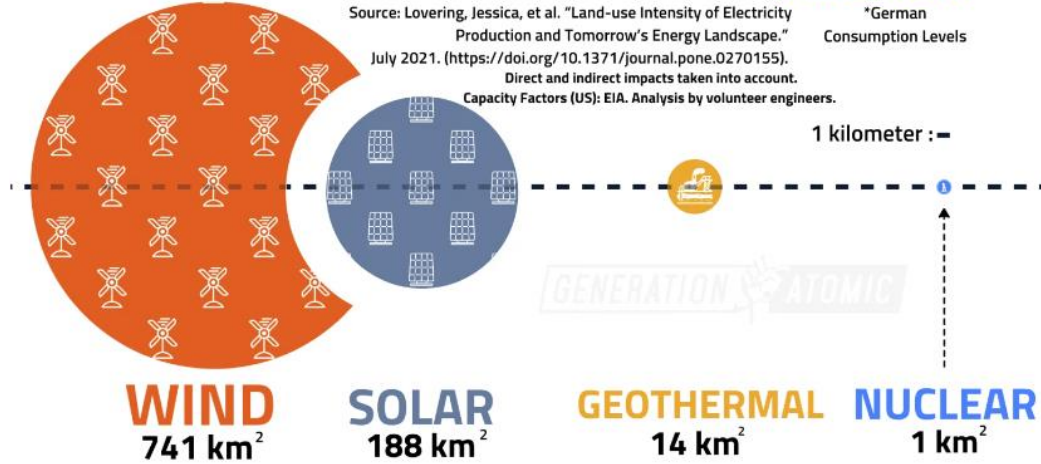 Source: Lovering, Jessica, et al. “Land-use Intensity of Electricity
Production and Tomorrow’s Energy Landscape.”
July 2021. (https://doi.org/10.1371/journal.pone.0270155).
Direct and indirect impacts taken into account.
Capacity Factors (US): EIA. Analysis by volunteer engineers.
*German
Consumption Levels
1 kilometer :
GENERATION ATOMIC
WIND
741 km²
SOLAR
188 km²
GEOTHERMAL
14 km²
NUCLEAR
1 km²